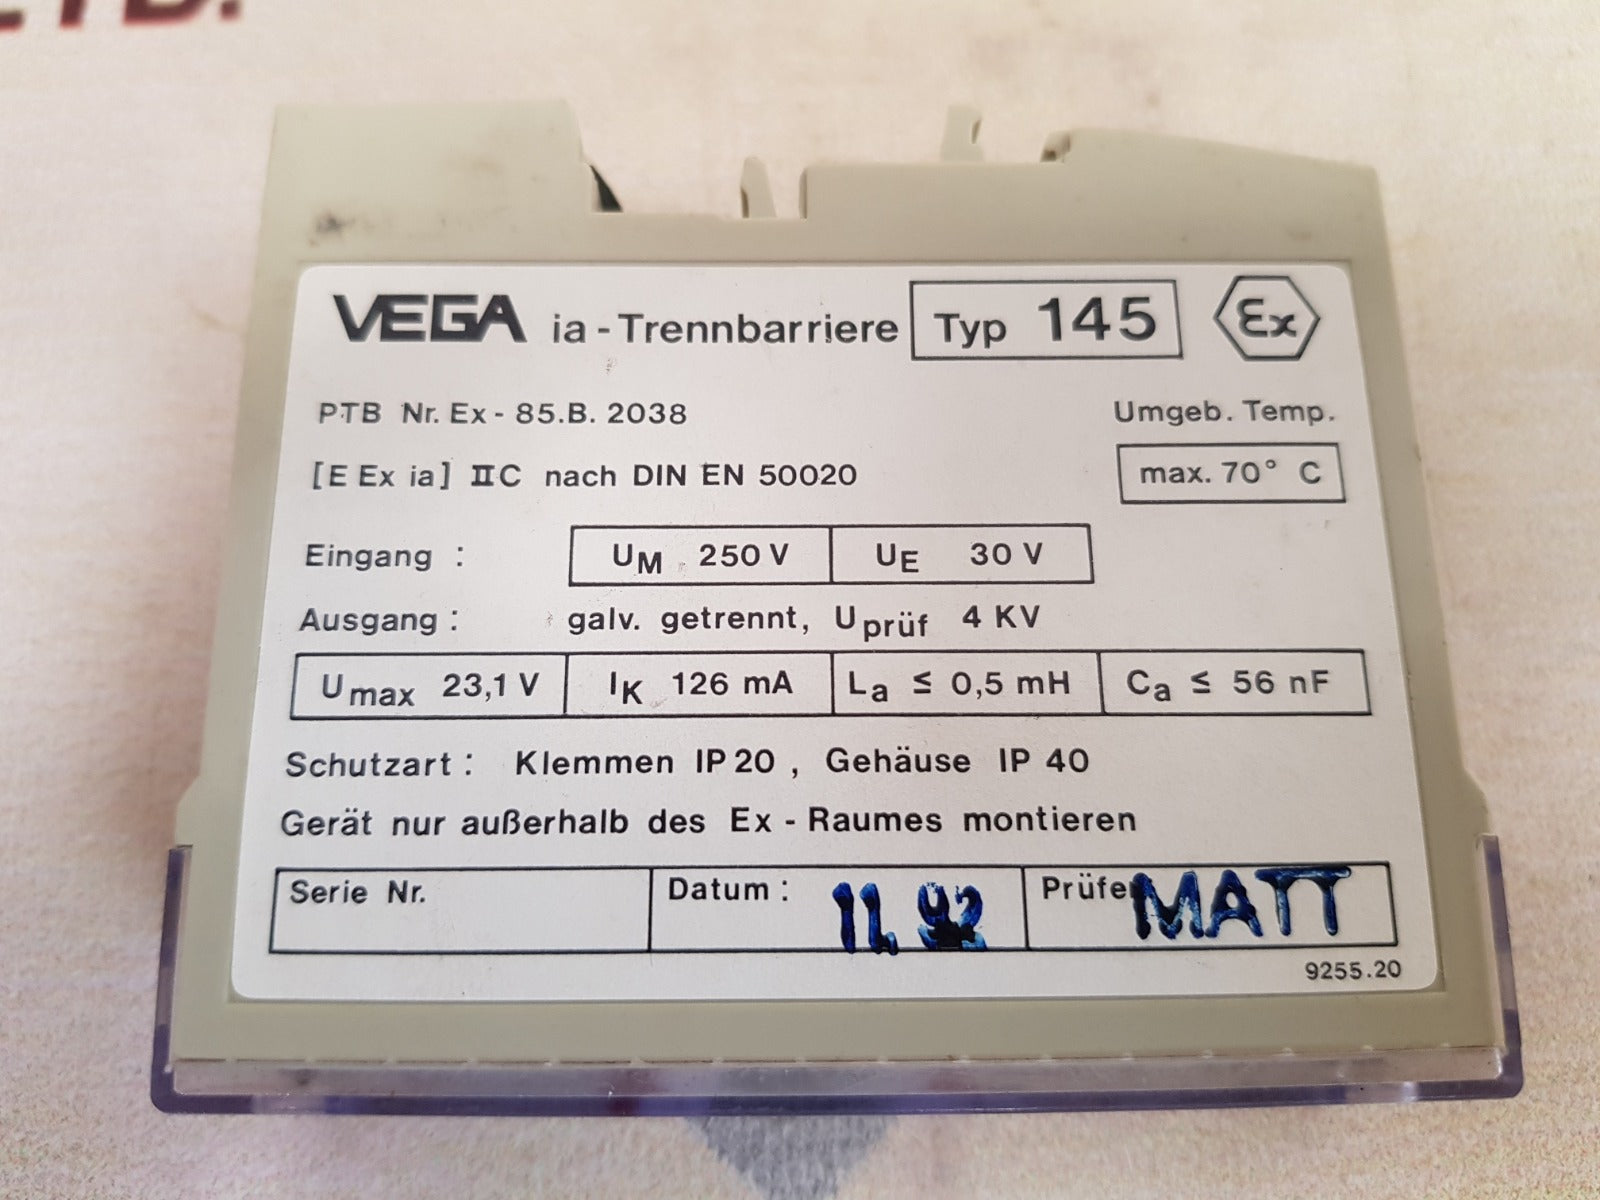 LTD.
VEGA ia-Trennbarriere Typ 145 Ex
PTB Nr. Ex - 85.B. 2038 Umgeb. Temp.
[E Ex ia] IIC nach DIN EN 50020 max. 70° C
Eingang : UM 250 V UE 30 V
Ausgang : galv. getrennt, Uprüf 4 KV
Umax 23,1 V IK 126 mA La ≤ 0,5 mH Ca ≤ 56 nF
Schutzart : Klemmen IP 20 , Gehäuse IP 40
Gerät nur außerhalb des Ex - Raumes montieren
Serie Nr. Datum : 11.92 Prüfer MATT
9255.20